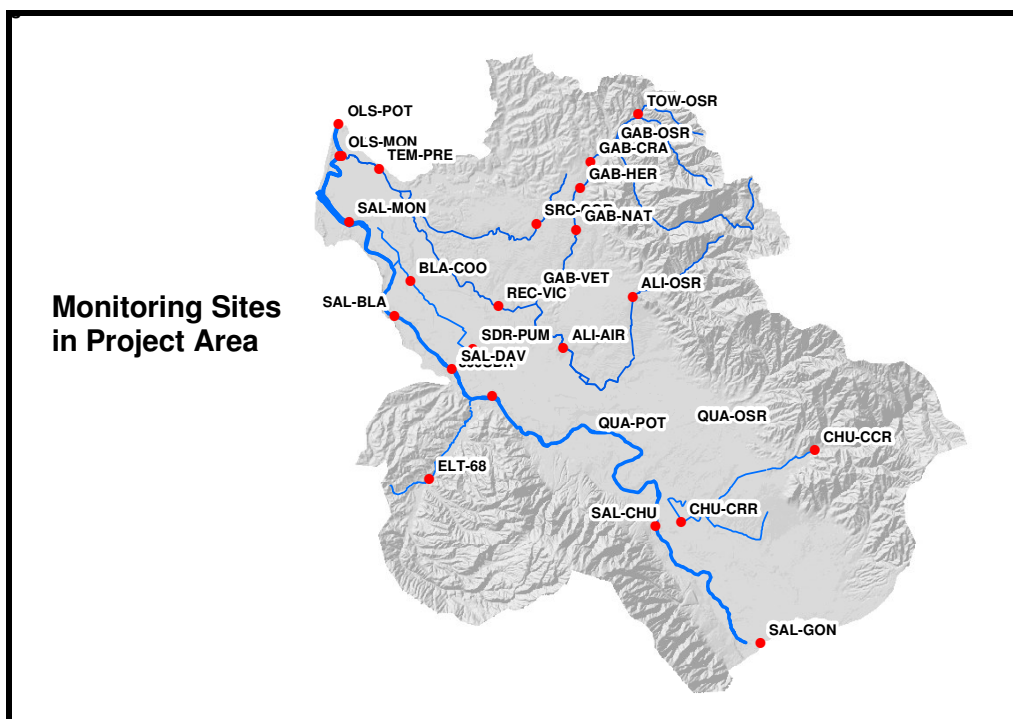 OLS-POT
TOW-OSR
GAB-OSR
OLS-MON
GAB-CRA
TEM-PRE
GAB-HER
SAL-MON
GAB-NAT
BLA-COO
GAB-VET
ALI-OSR
REC-VIC
SAL-BLA
Monitoring Sites
in Project Area
SDR-PUM
ALI-AIR
SAL-DAV
QUA-POT
QUA-OSR
CHU-CCR
ELT-68
SAL-CHU
CHU-CRR
SAL-GON